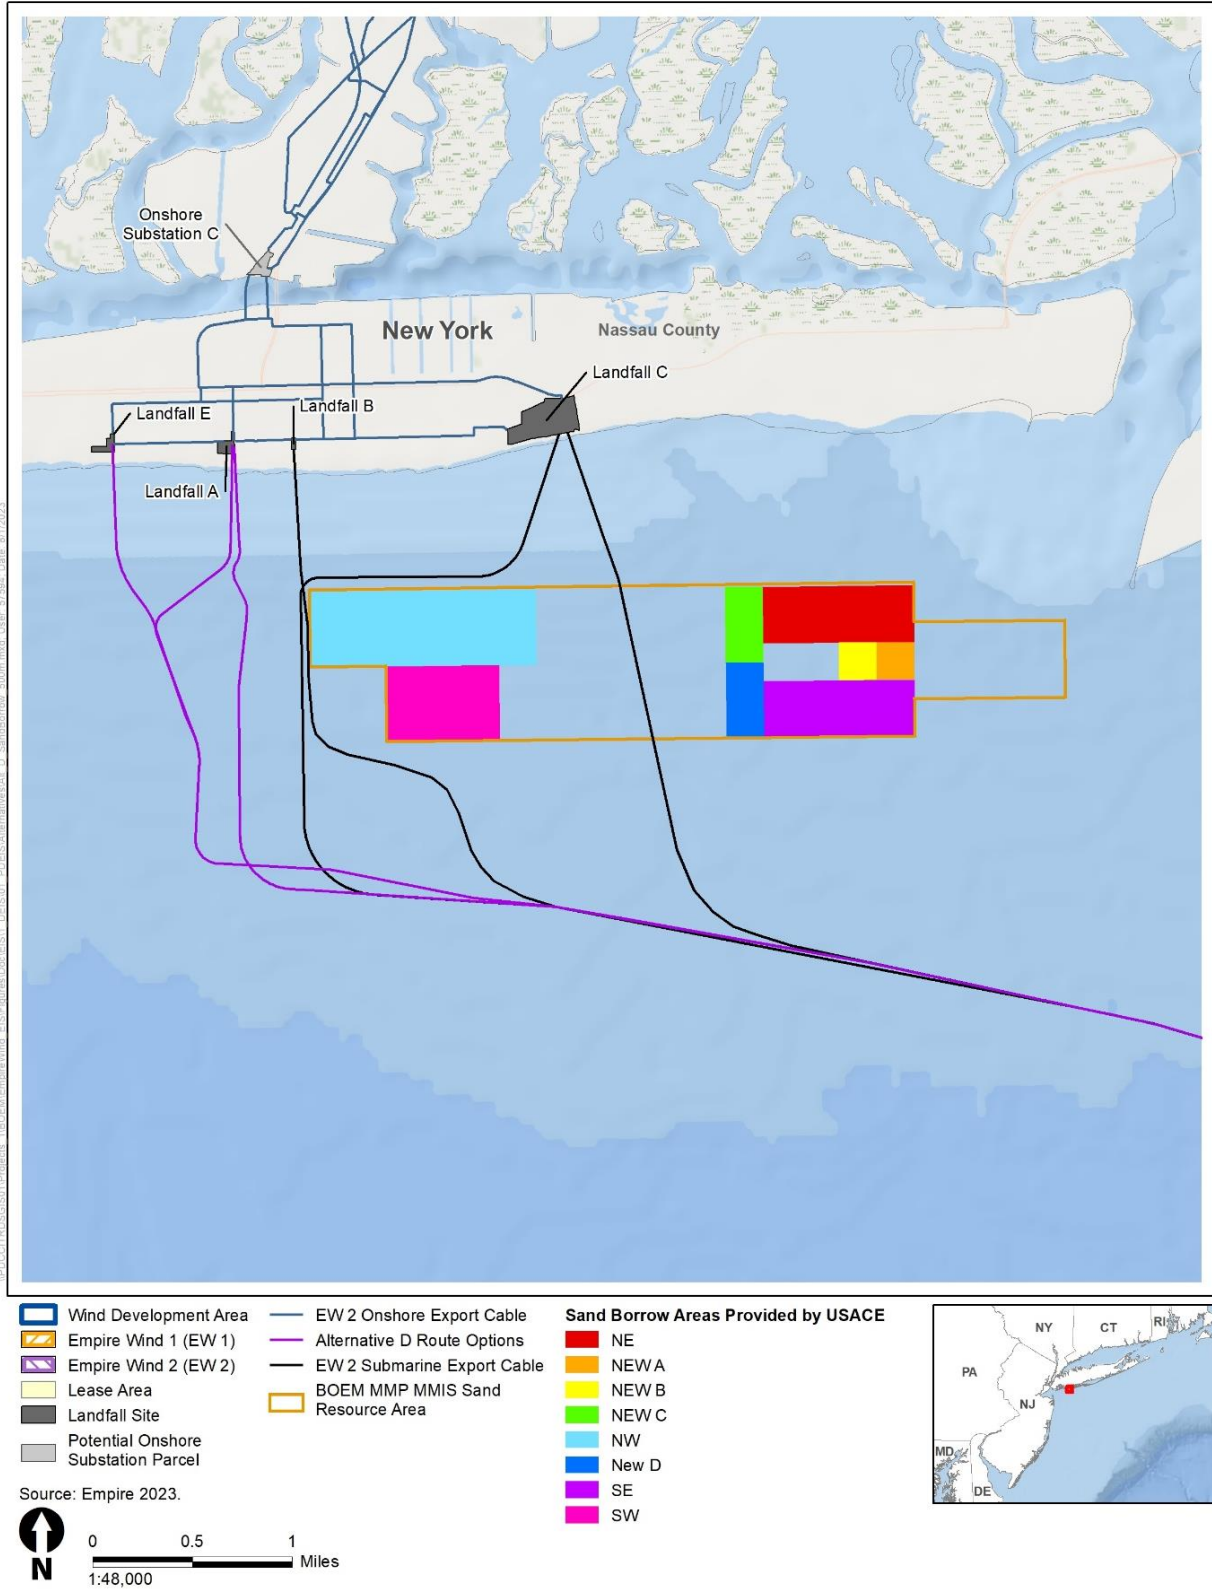 Onshore
Substation C
New York
Nassau County
Landfall C
Landfall B
Landfall E
Landfall A
Wind Development Area
Empire Wind 1 (EW 1)
Empire Wind 2 (EW 2)
Lease Area
Landfall Site
Potential Onshore
Substation Parcel
EW 2 Onshore Export Cable
Alternative D Route Options
EW 2 Submarine Export Cable
BOEM MMP MMIS Sand
Resource Area
Sand Borrow Areas Provided by USACE
NE
NEW A
NEW B
NEW C
NW
New D
SE
SW
NY
CT
RI
PA
NJ
MD
DE
Source: Empire 2023.
N
0 0.5 1
Miles
1:48,000